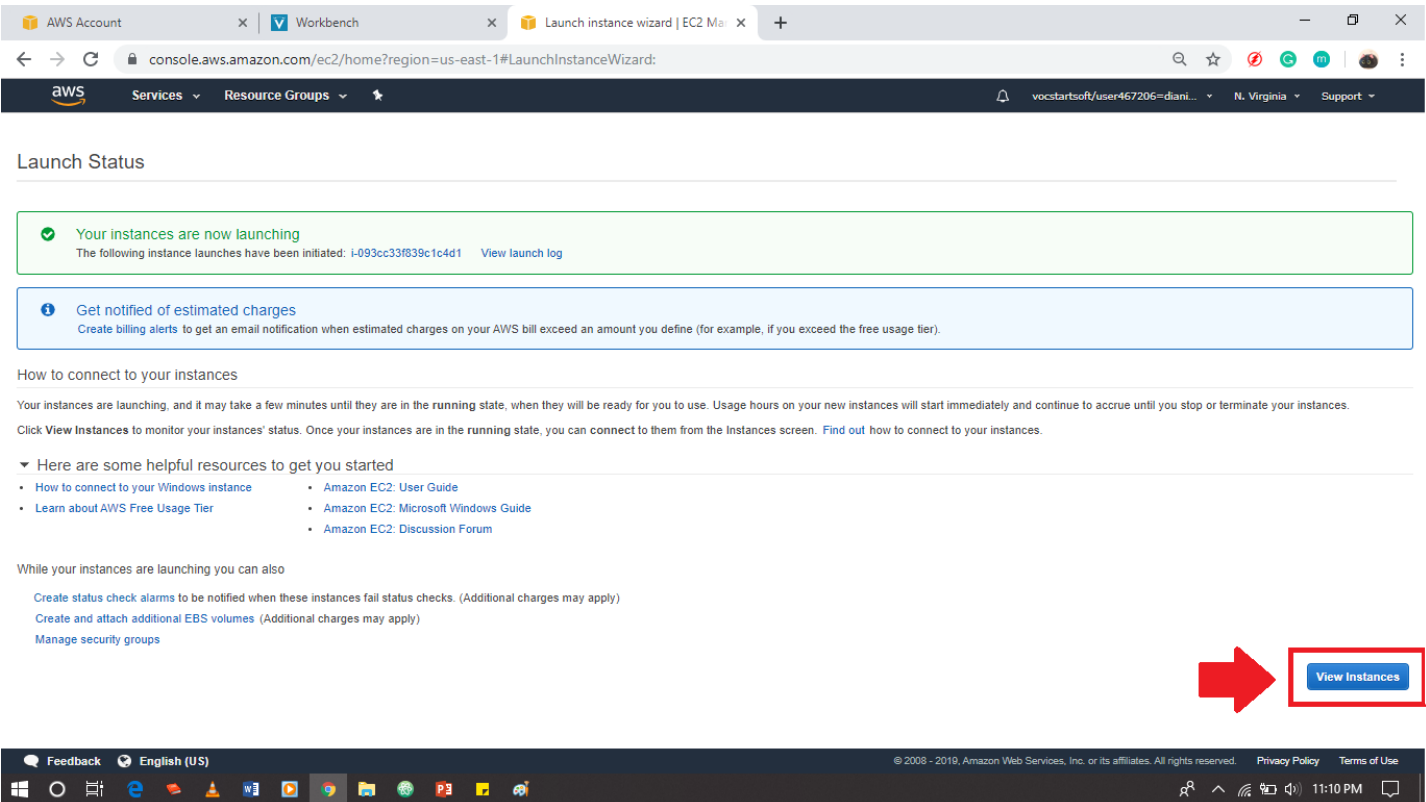 AWS Account
Workbench
Launch instance wizard | EC2 Ma
console.aws.amazon.com/ec2/home?region=us-east-1#LaunchInstanceWizard:
aws Services Resource Groups vocstartsoft/user467206=diani... N. Virginia Support
Launch Status
Your instances are now launching
The following instance launches have been initiated: i-093cc33f839c1c4d1 View launch log
Get notified of estimated charges
Create billing alerts to get an email notification when estimated charges on your AWS bill exceed an amount you define (for example, if you exceed the free usage tier).
How to connect to your instances
Your instances are launching, and it may take a few minutes until they are in the running state, when they will be ready for you to use. Usage hours on your new instances will start immediately and continue to accrue until you stop or terminate your instances.
Click View Instances to monitor your instances' status. Once your instances are in the running state, you can connect to them from the Instances screen. Find out how to connect to your instances.
Here are some helpful resources to get you started
• How to connect to your Windows instance
• Learn about AWS Free Usage Tier
• Amazon EC2: User Guide
• Amazon EC2: Microsoft Windows Guide
• Amazon EC2: Discussion Forum
While your instances are launching you can also
Create status check alarms to be notified when these instances fail status checks. (Additional charges may apply)
Create and attach additional EBS volumes (Additional charges may apply)
Manage security groups
View Instances
Feedback English (US) © 2008 - 2019, Amazon Web Services, Inc. or its affiliates. All rights reserved. Privacy Policy Terms of Use
11:10 PM